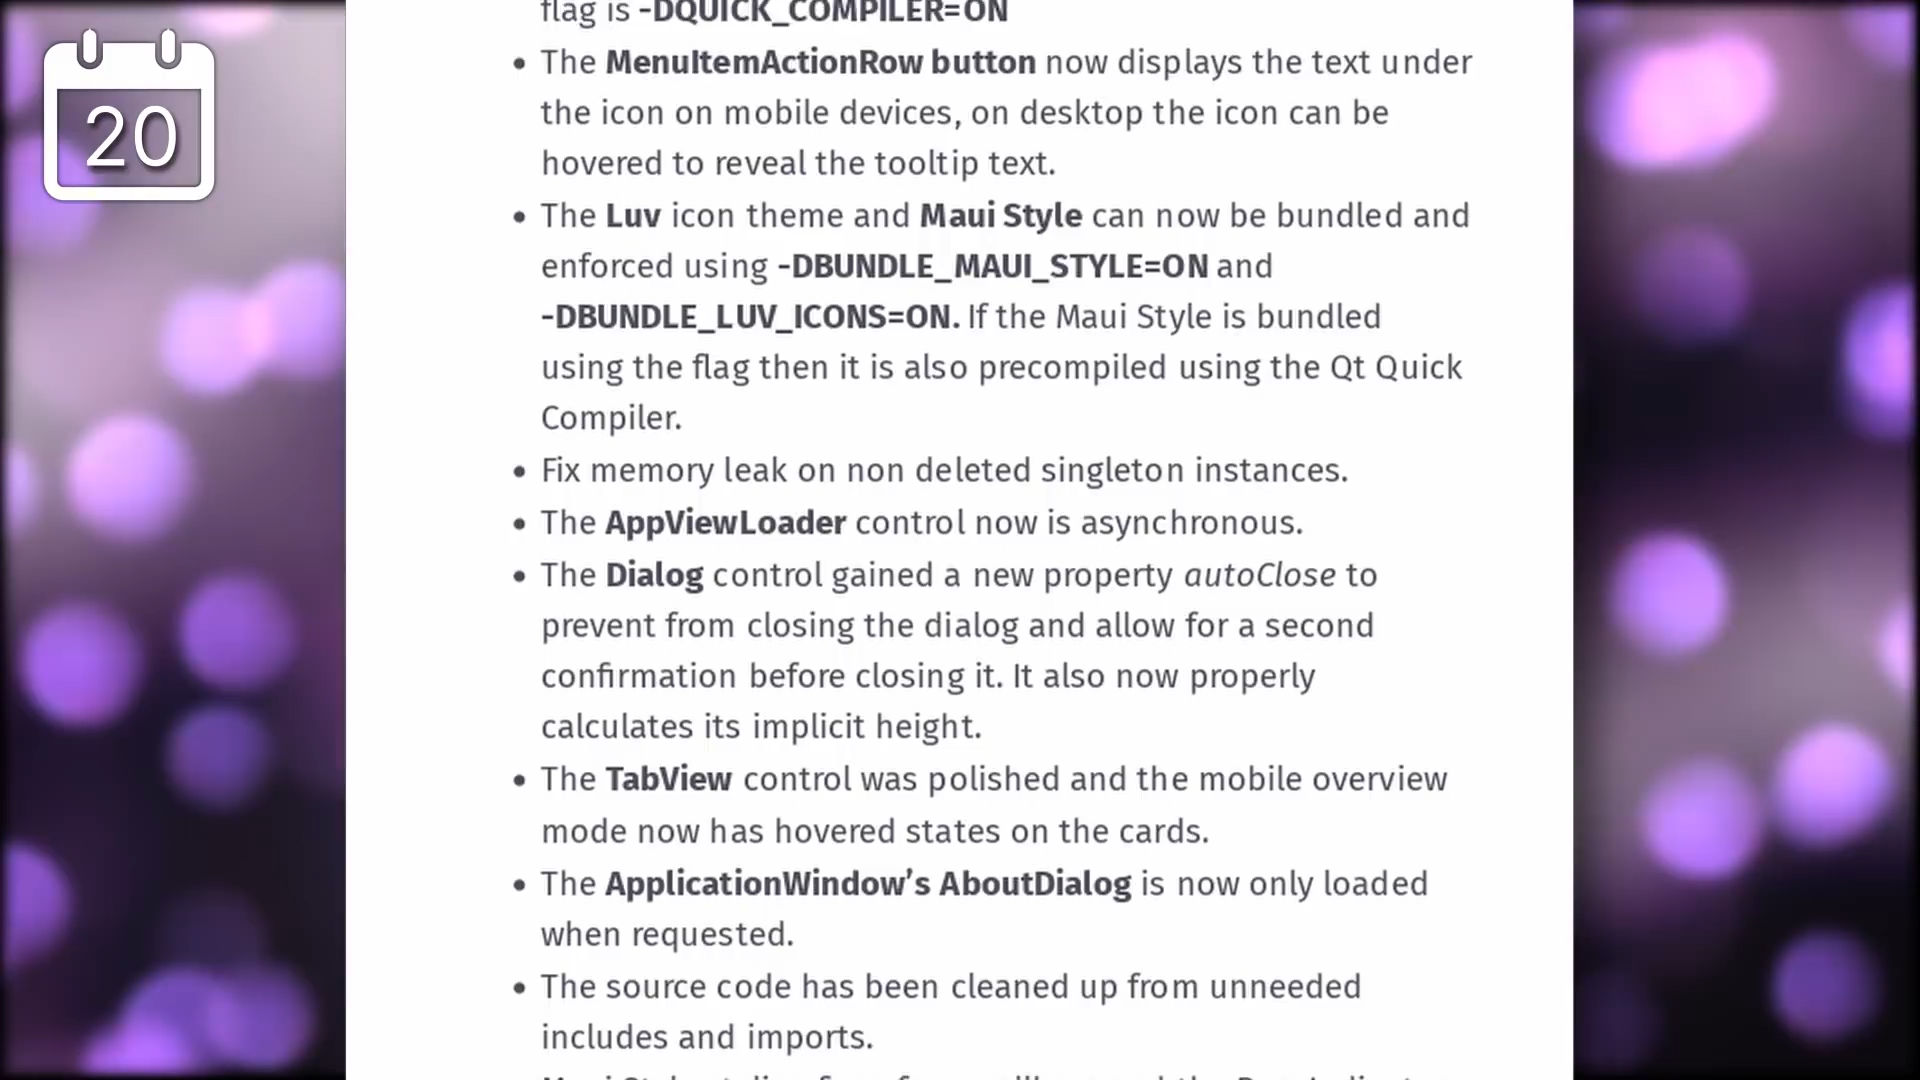 20
flag is -DQUICK_COMPILER=ON
• The MenuItemActionRow button now displays the text under
the icon on mobile devices, on desktop the icon can be
hovered to reveal the tooltip text.
• The Luv icon theme and Maui Style can now be bundled and
enforced using -DBUNDLE_MAUI_STYLE=ON and
-DBUNDLE_LUV_ICONS=ON. If the Maui Style is bundled
using the flag then it is also precompiled using the Qt Quick
Compiler.
• Fix memory leak on non deleted singleton instances.
• The AppViewLoader control now is asynchronous.
• The Dialog control gained a new property autoClose to
prevent from closing the dialog and allow for a second
confirmation before closing it. It also now properly
calculates its implicit height.
• The TabView control was polished and the mobile overview
mode now has hovered states on the cards.
• The ApplicationWindow’s AboutDialog is now only loaded
when requested.
• The source code has been cleaned up from unneeded
includes and imports.